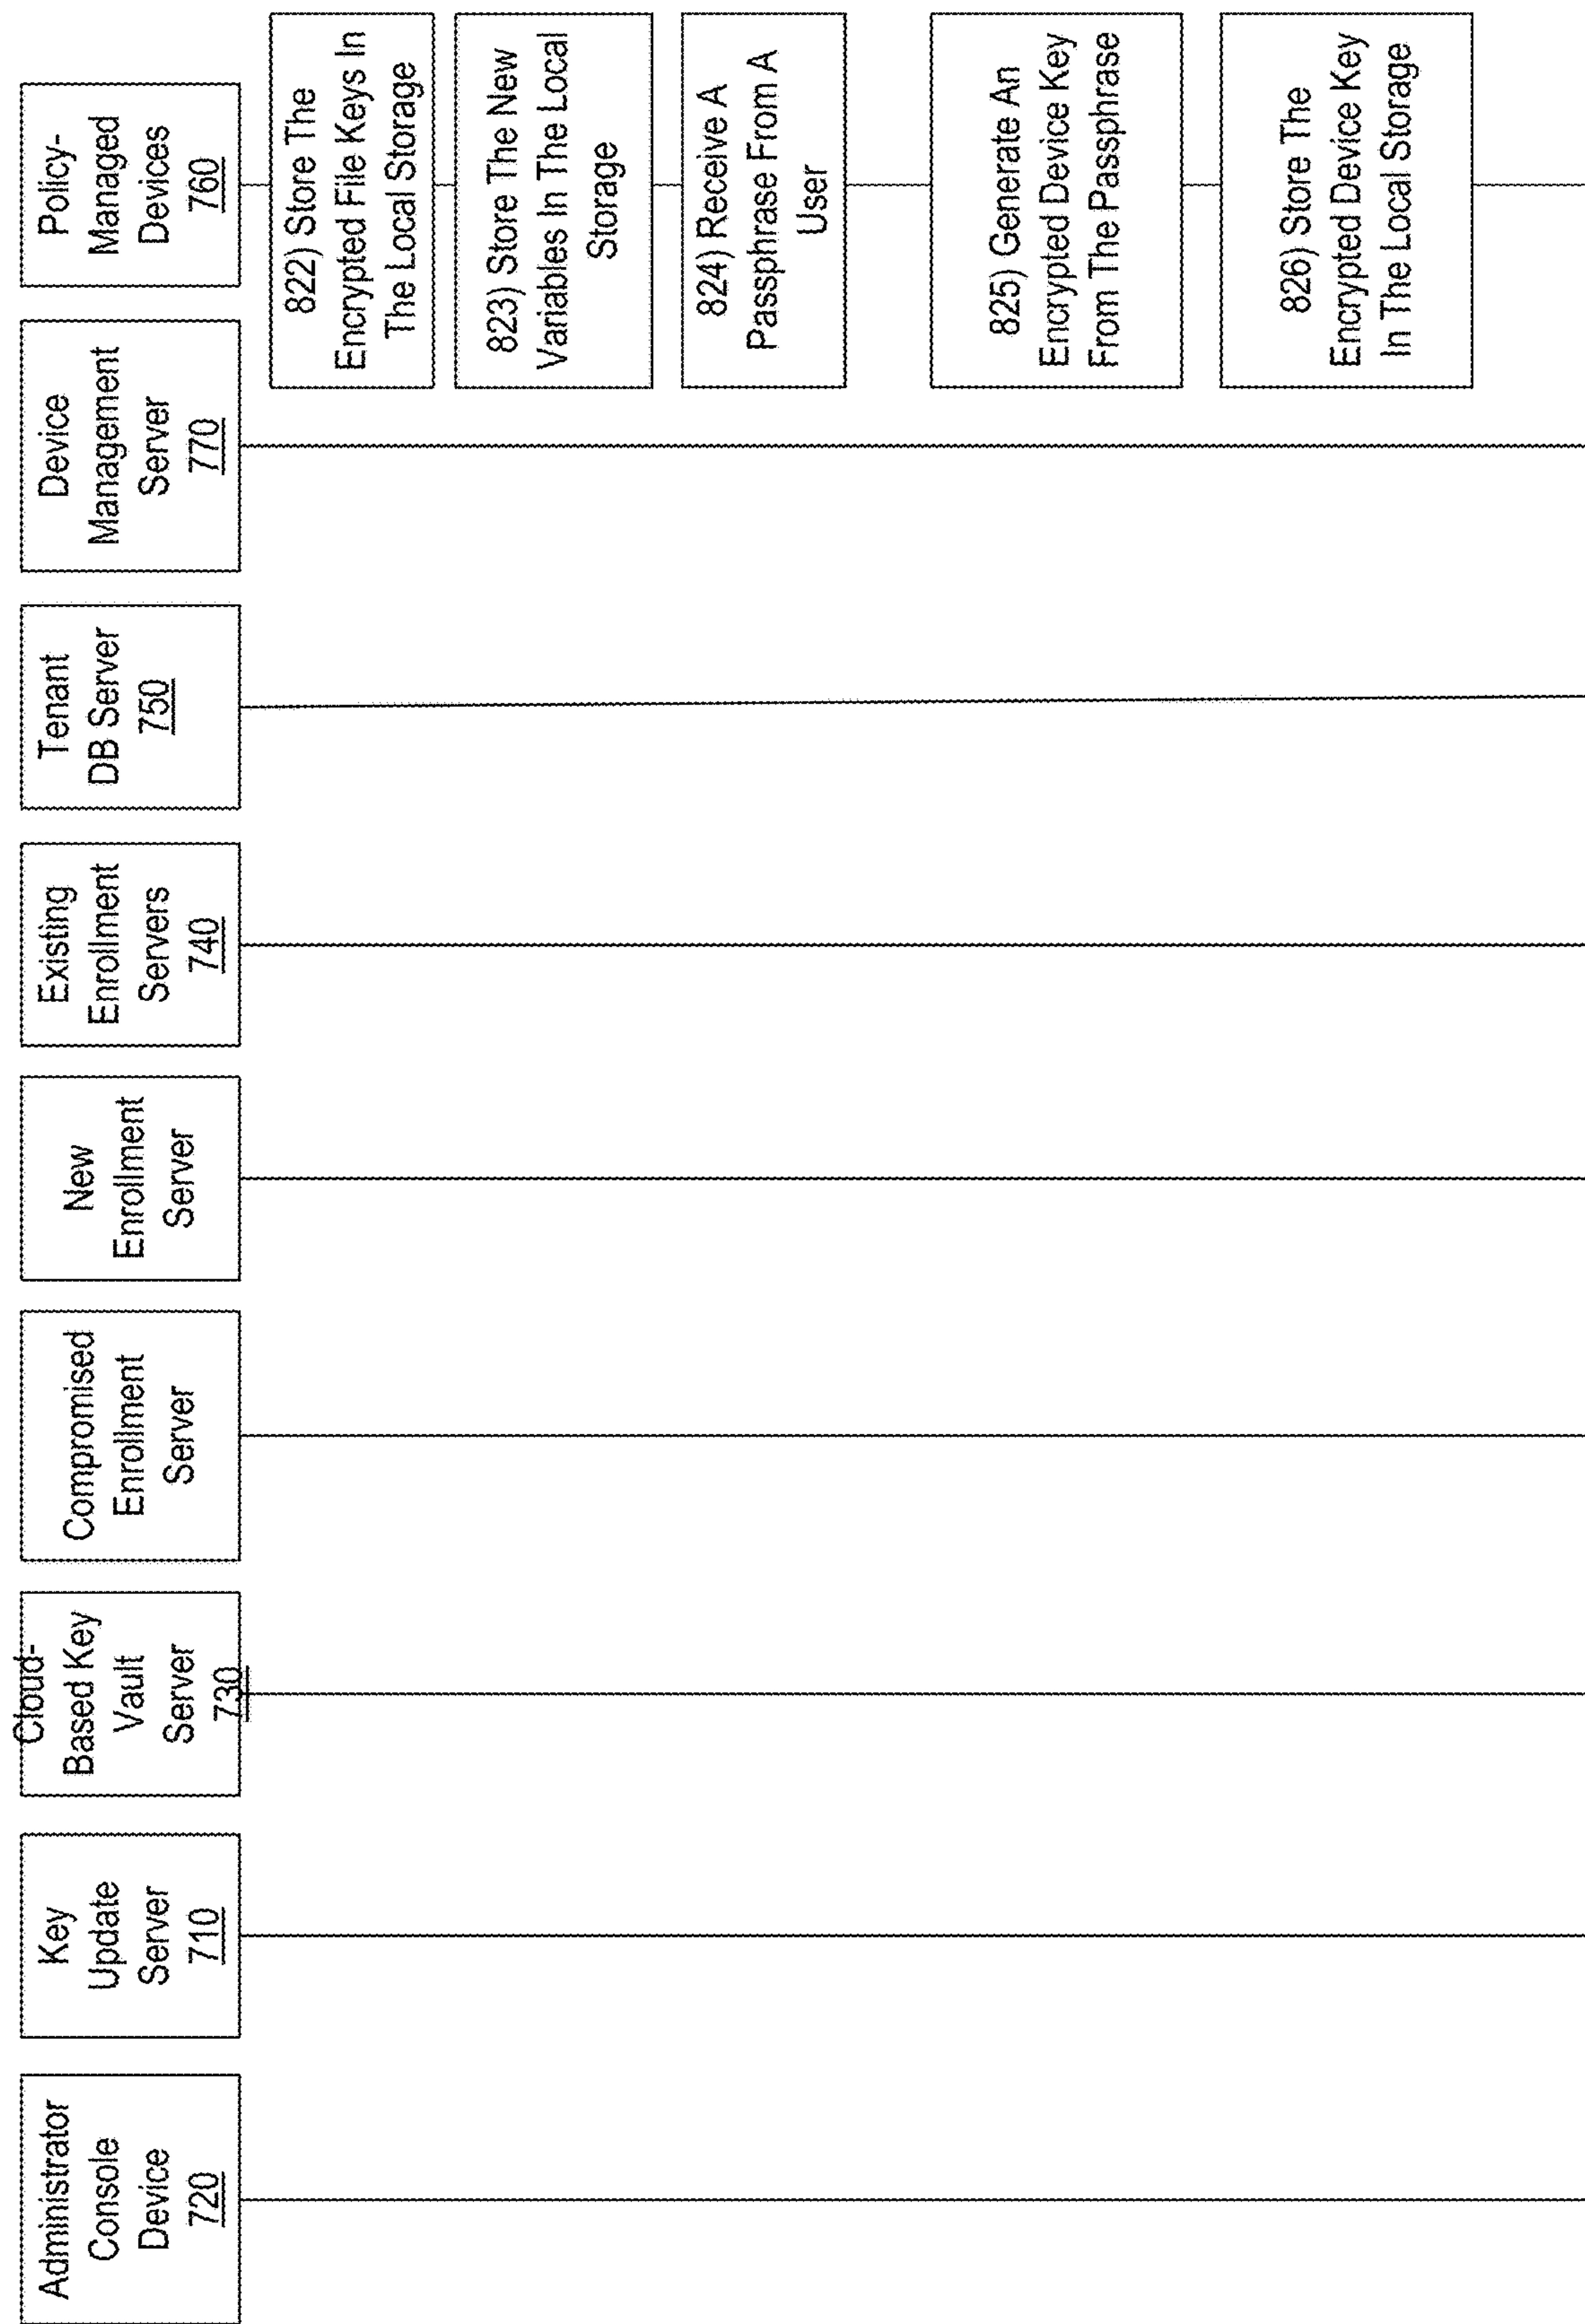 Administrator
Console
Device
720
Key
Update
Server
710
Cloud-
Based Key
Vault
Server
730
Compromised
Enrollment
Server
New
Enrollment
Server
Existing
Enrollment
Servers
740
Tenant
DB Server
750
Device
Management
Server
770
Policy-
Managed
Devices
760
822) Store The
Encrypted File Keys In
The Local Storage
823) Store The New
Variables In The Local
Storage
824) Receive A
Passphrase From A
User
825) Generate An
Encrypted Device Key
From The Passphrase
826) Store The
Encrypted Device Key
In The Local Storage